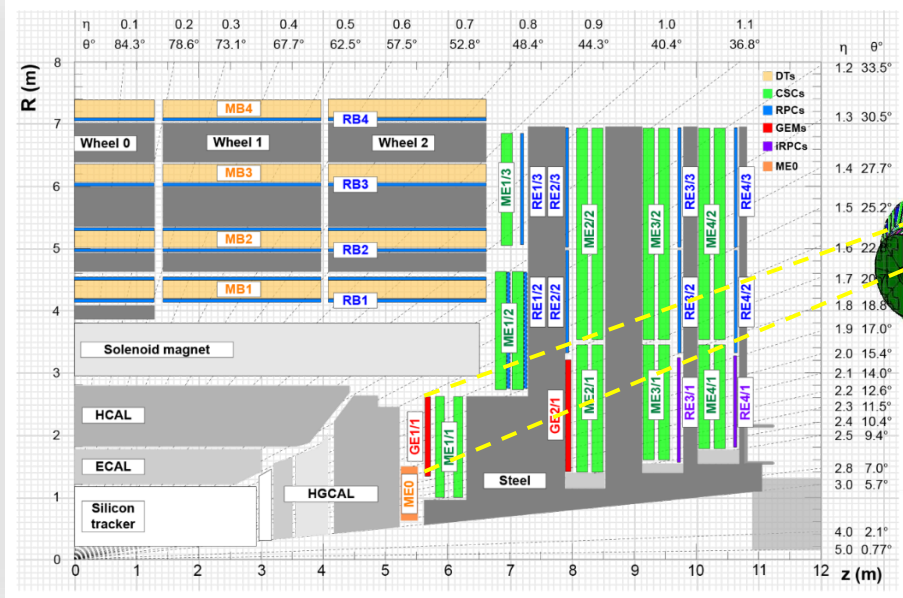 η 0.1 0.2 0.3 0.4 0.5 0.6 0.7 0.8 0.9 1.0 1.1
θ° 84.3° 78.6° 73.1° 67.7° 62.5° 57.5° 52.8° 48.4° 44.3° 40.4° 36.8°
η θ°
R (m)
8
7
6
5
4
3
2
1
0
1.2 33.5°
1.3 30.5°
1.4 27.7°
1.5 25.2°
1.6
1.7
1.8 18.8°
1.9 17.0°
2.0 15.4°
2.1 14.0°
2.2 12.6°
2.3 11.5°
2.4 10.4°
2.5 9.4°
2.8 7.0°
3.0 5.7°
4.0 2.1°
5.0 0.77°
DTs
CSCs
RPCs
GEMs
iRPCs
ME0
MB4
RB4
Wheel 0
Wheel 1
Wheel 2
MB3
RB3
MB2
RB2
MB1
RB1
Solenoid magnet
HCAL
ECAL
Silicon
tracker
HGCAL
Steel
ME0
GE1/1
ME1/1
ME1/2
ME1/3
RE1/3
RE2/3
RE1/2
RE2/2
GE2/1
ME2/2
ME2/1
ME3/2
ME3/1
RE3/3
RE3/2
RE3/1
ME4/2
ME4/1
RE4/3
RE4/2
RE4/1
0 1 2 3 4 5 6 7 8 9 10 11 12
z (m)